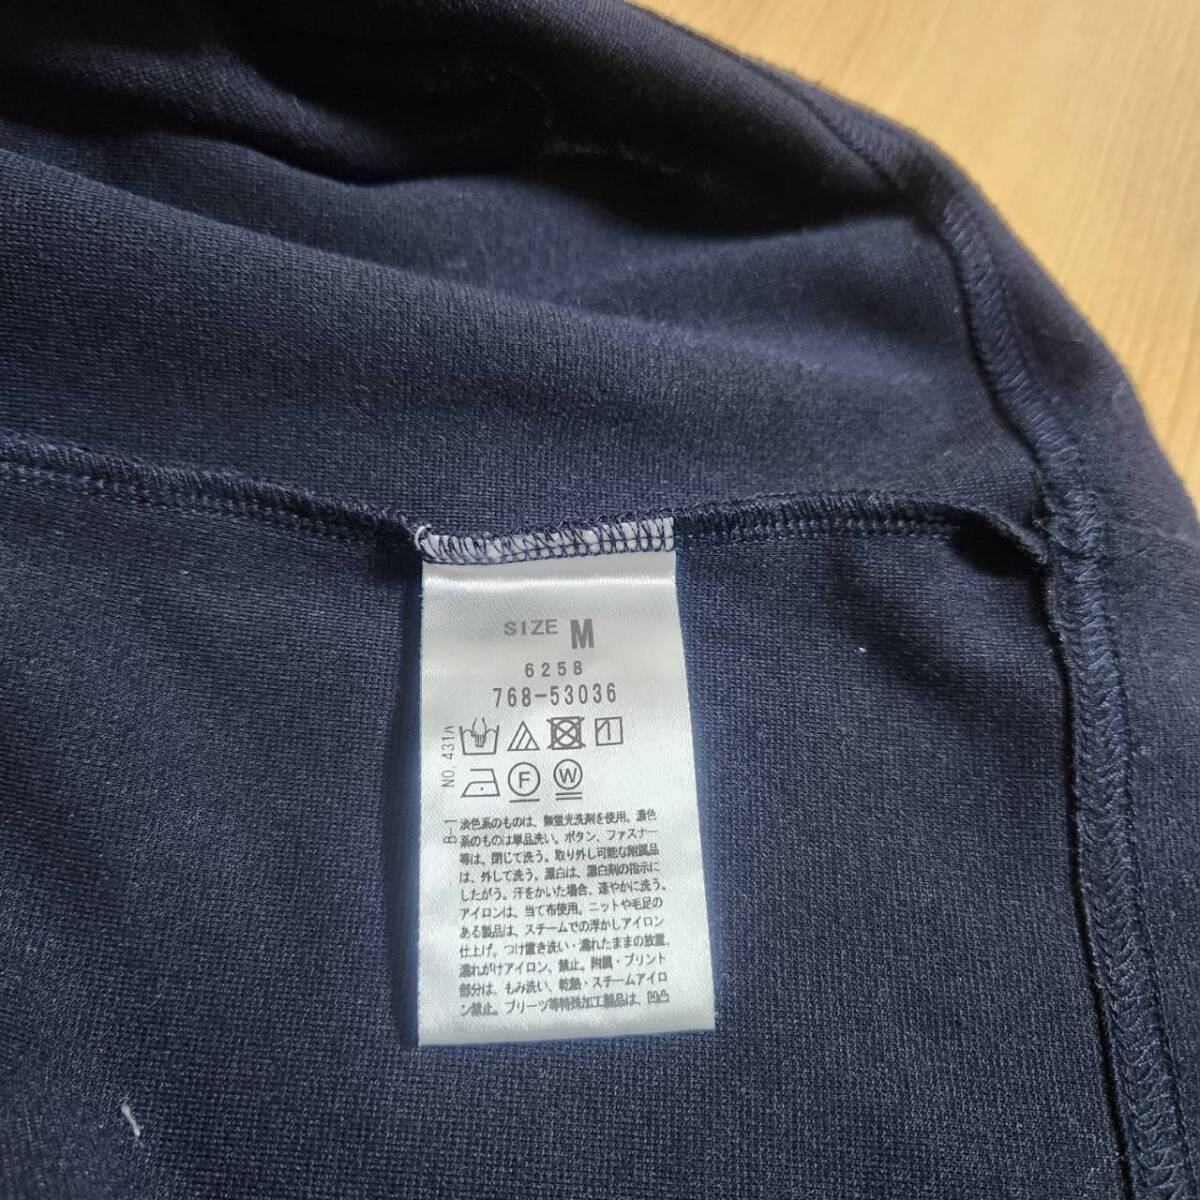 SIZE M
6258
768-53036
NO. 431A
F W
B-1
淡色系のものは、無蛍光洗剤を使用。濃色
系のものは単品洗い。ボタン、ファスナー
等は、閉じて洗う。取り外し可能な附属品
は、外して洗う。漂白は、漂白剤の指示に
したがう。汗をかいた場合、速やかに洗う。
アイロンは、当て布使用。ニットや毛足の
ある製品は、スチームでの浮かしアイロン
仕上げ。つけ置き洗い・濡れたままの放置、
濡れがけアイロン、禁止。附属・プリント
部分は、もみ洗い、乾熱・スチームアイロ
ン禁止。プリーツ等特殊加工製品は、凹凸